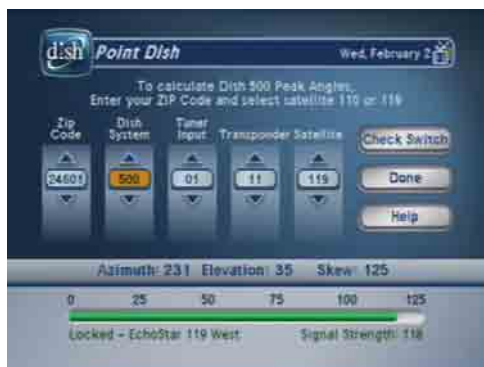 dish Point Dish Wed, February 2
To calculate Dish 500 Peak Angles,
Enter your ZIP Code and select satellite 110 or 119
Zip Code
Dish System
Tuner Input
Transponder
Satellite
24601
500
01
11
119
Check Switch
Done
Help
Azimuth: 231 Elevation: 35 Skew: 125
0 25 50 75 100 125
Locked - EchoStar 119 West Signal Strength: 118